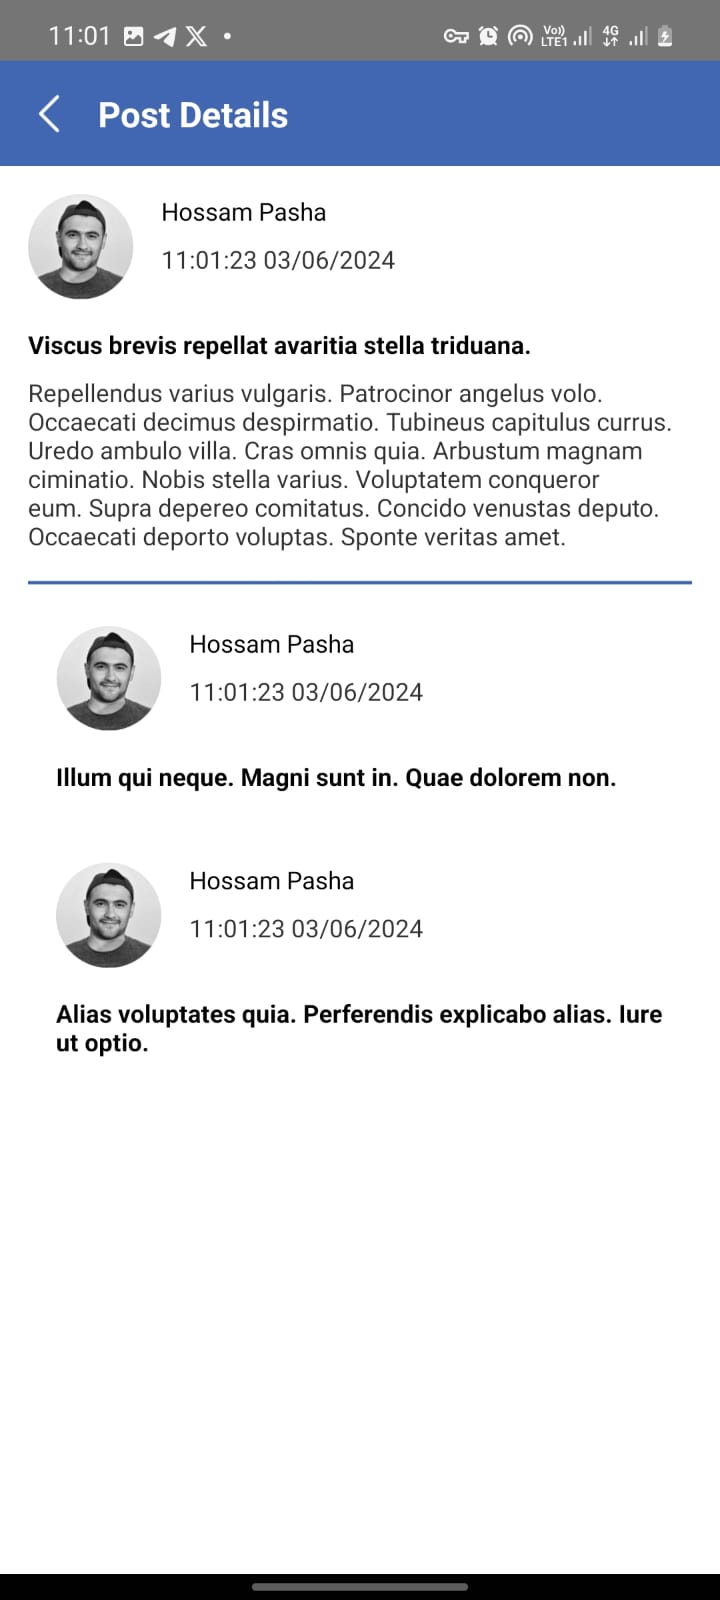 11:01
Vo))
LTE1
4G
Post Details
Hossam Pasha
11:01:23 03/06/2024
Viscus brevis repellat avaritia stella triduana.
Repellendus varius vulgaris. Patrocinor angelus volo.
Occaecati decimus despirmatio. Tubineus capitulus currus.
Uredo ambulo villa. Cras omnis quia. Arbustum magnam
ciminatio. Nobis stella varius. Voluptatem conqueror
eum. Supra depereo comitatus. Concido venustas deputo.
Occaecati deporto voluptas. Sponte veritas amet.
Hossam Pasha
11:01:23 03/06/2024
Illum qui neque. Magni sunt in. Quae dolorem non.
Hossam Pasha
11:01:23 03/06/2024
Alias voluptates quia. Perferendis explicabo alias. Iure
ut optio.